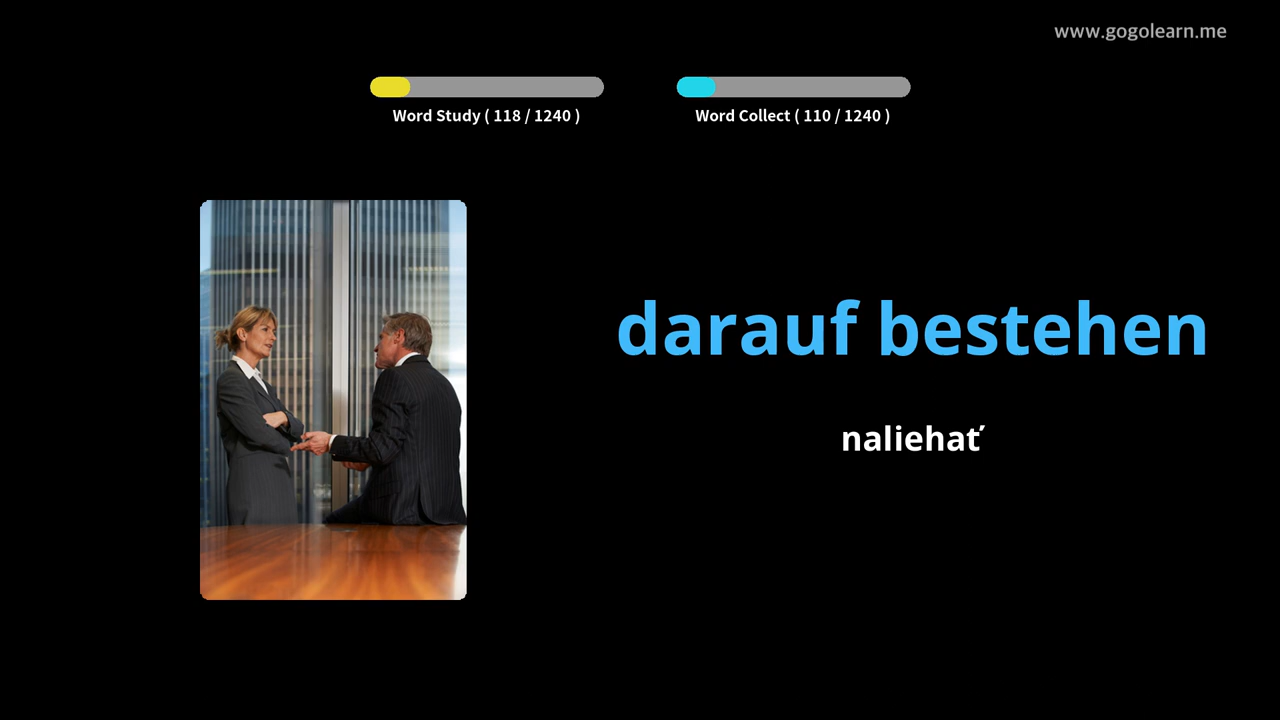 www.gogolearn.me
Word Study ( 118 / 1240 )
Word Collect ( 110 / 1240 )
darauf bestehen
naliehať